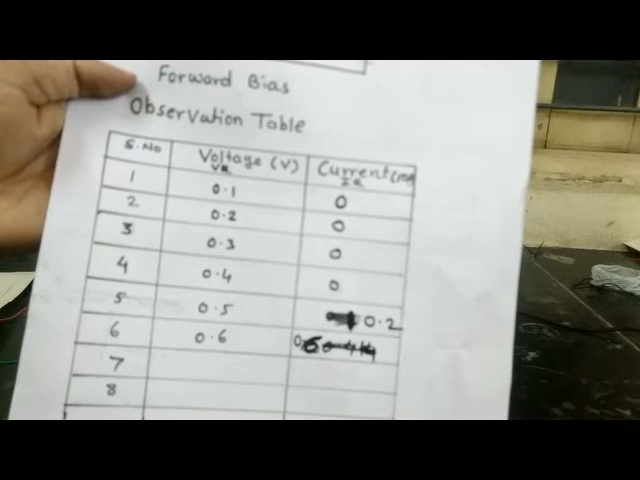 Forward Bias
Observation Table
S.No Voltage (V) Current (mA)
1 0.1 0
2 0.2 0
3 0.3 0
4 0.4 0
5 0.5 0.2
6 0.6
7
8